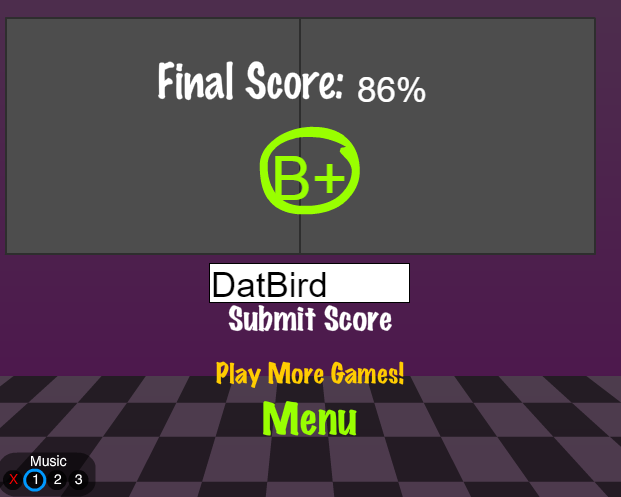 Final Score: 86%
B+
DatBird
Submit Score
Play More Games!
Menu
Music
X 1 2 3